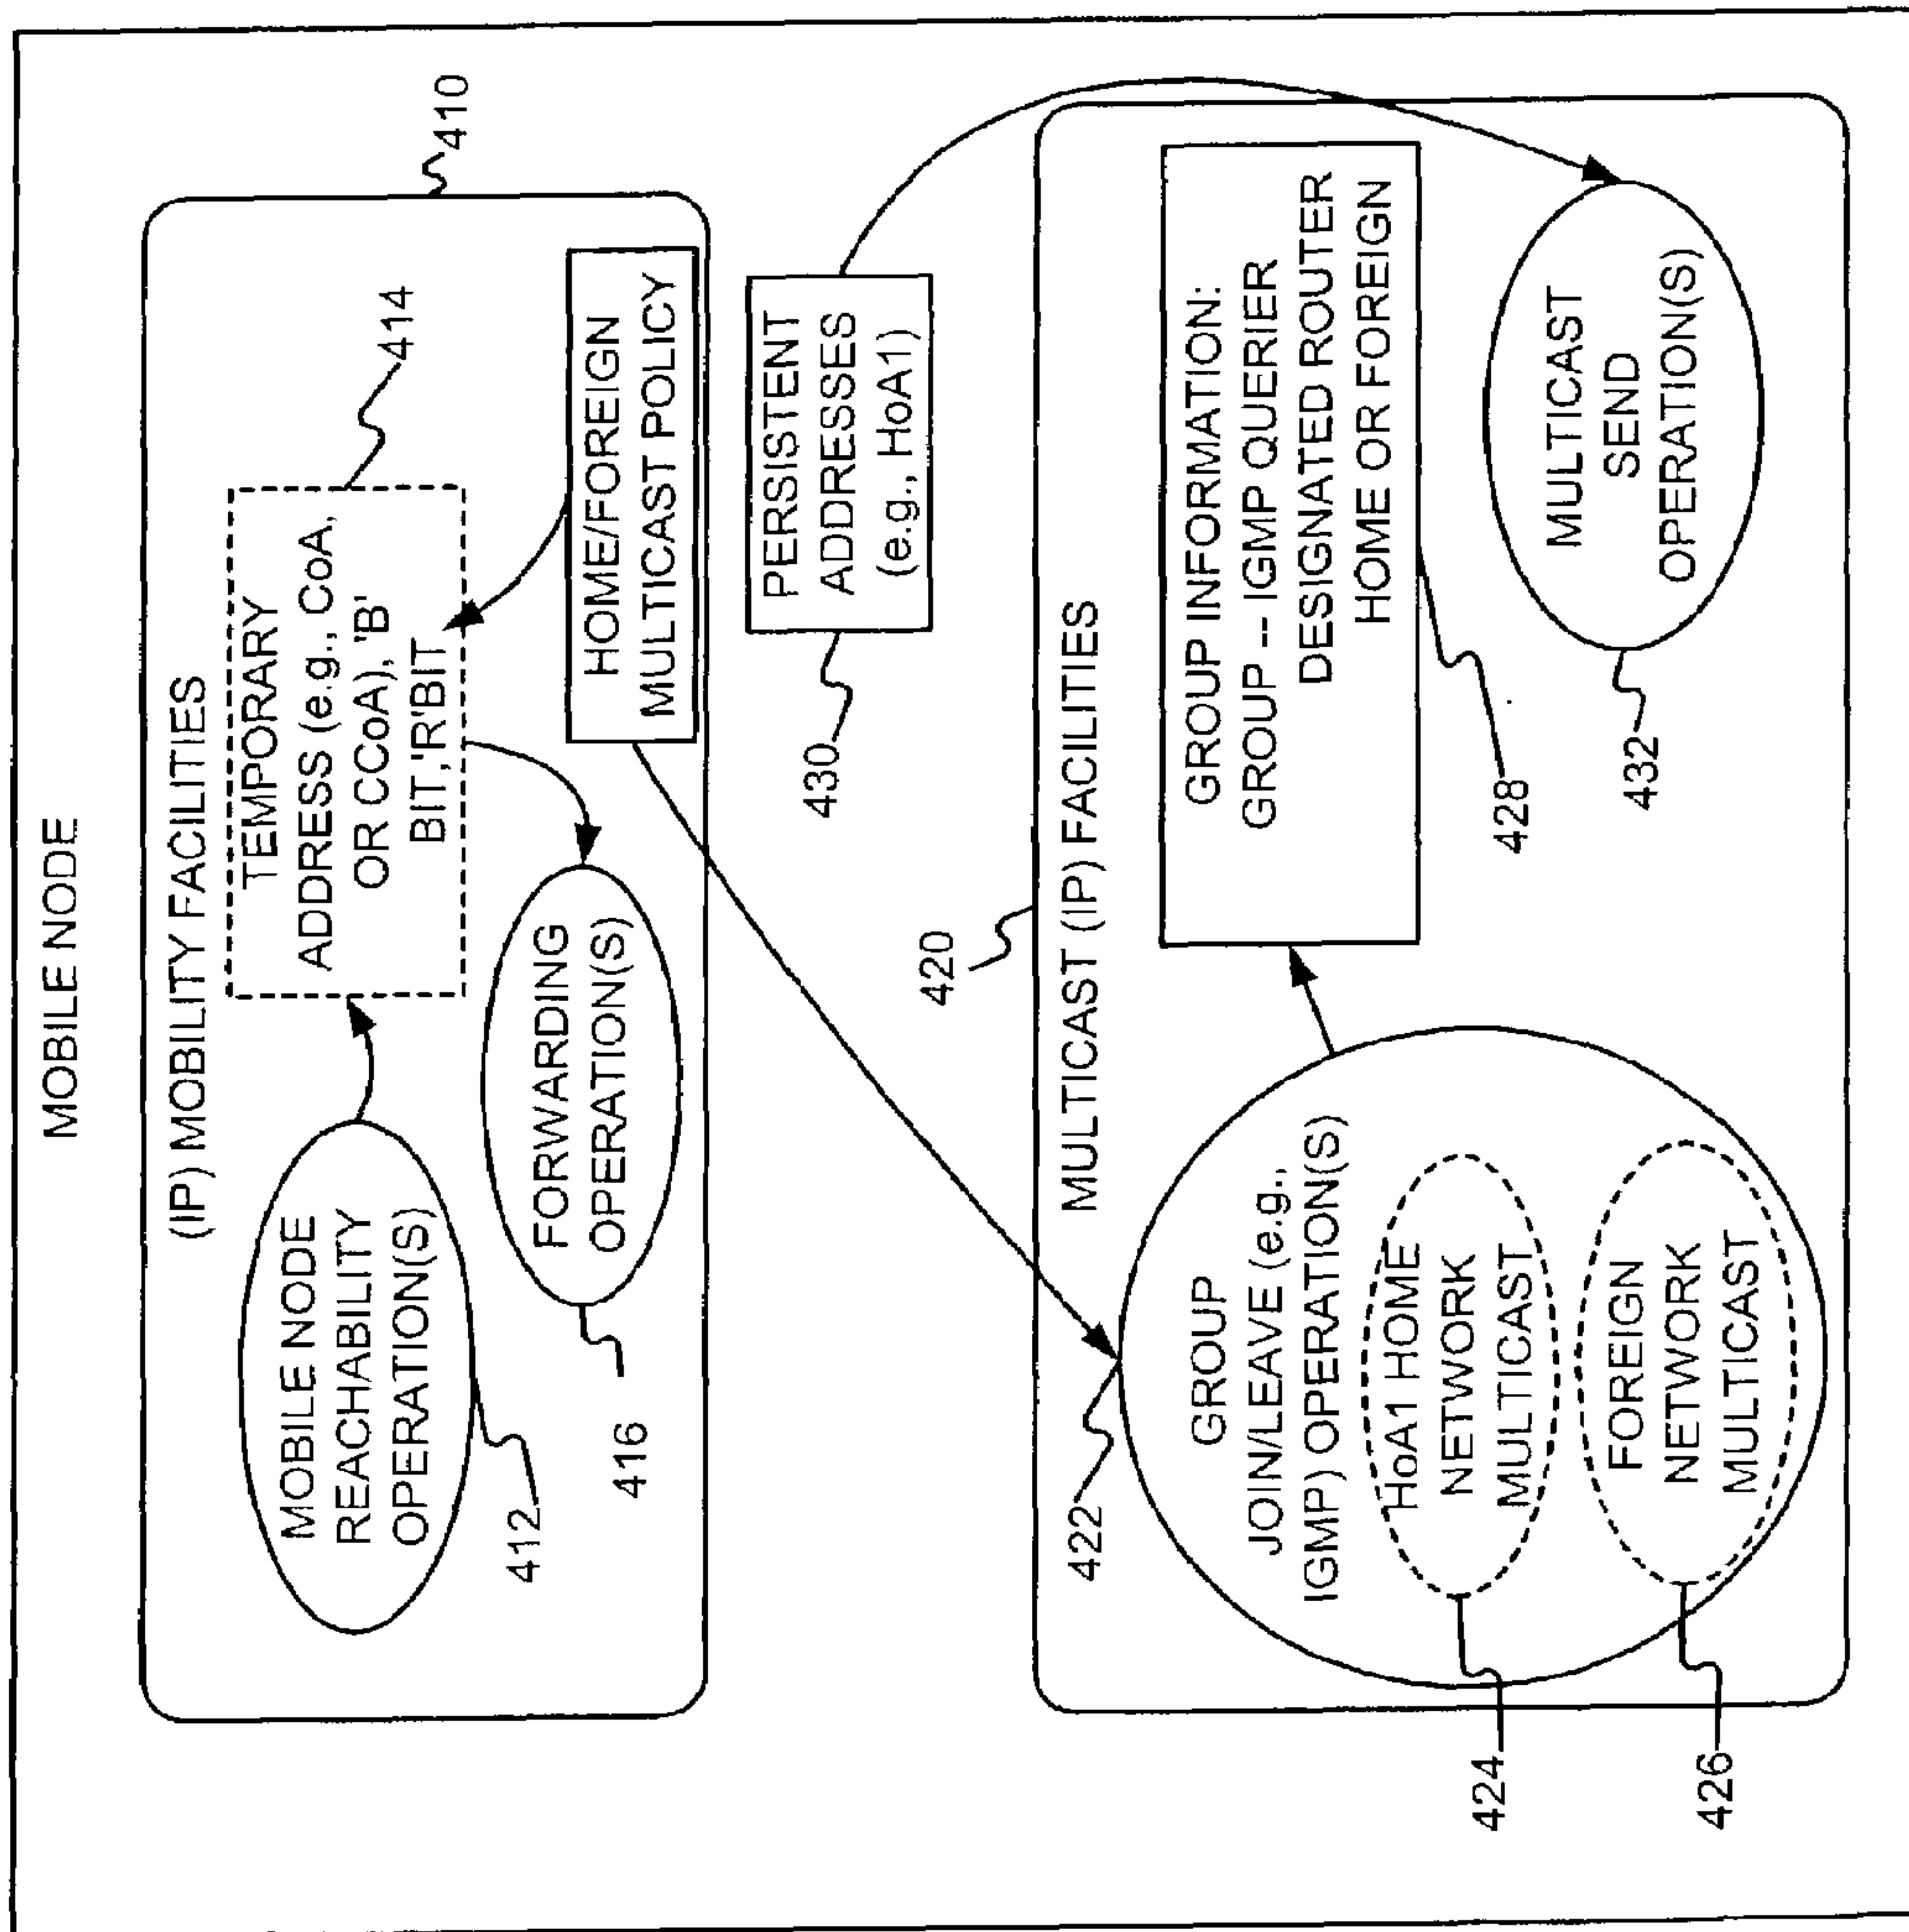 MOBILE NODE
(IP) MOBILITY FACILITIES
410
MOBILE NODE
REACHABILITY
OPERATION(S)
412
TEMPORARY
ADDRESS (e.g., CoA,
OR CCoA), 'B'
BIT,'R'BIT
414
FORWARDING
OPERATION(S)
416
HOME/FOREIGN
MULTICAST POLICY
PERSISTENT
ADDRESSES
(e.g., HoA1)
430
420
MULTICAST (IP) FACILITIES
422
GROUP
JOIN/LEAVE (e.g.,
IGMP) OPERATION(S)
HoA1 HOME
NETWORK
MULTICAST
424
FOREIGN
NETWORK
MULTICAST
426
GROUP INFORMATION:
GROUP -- IGMP QUERIER
DESIGNATED ROUTER
HOME OR FOREIGN
428
MULTICAST
SEND
OPERATION(S)
432